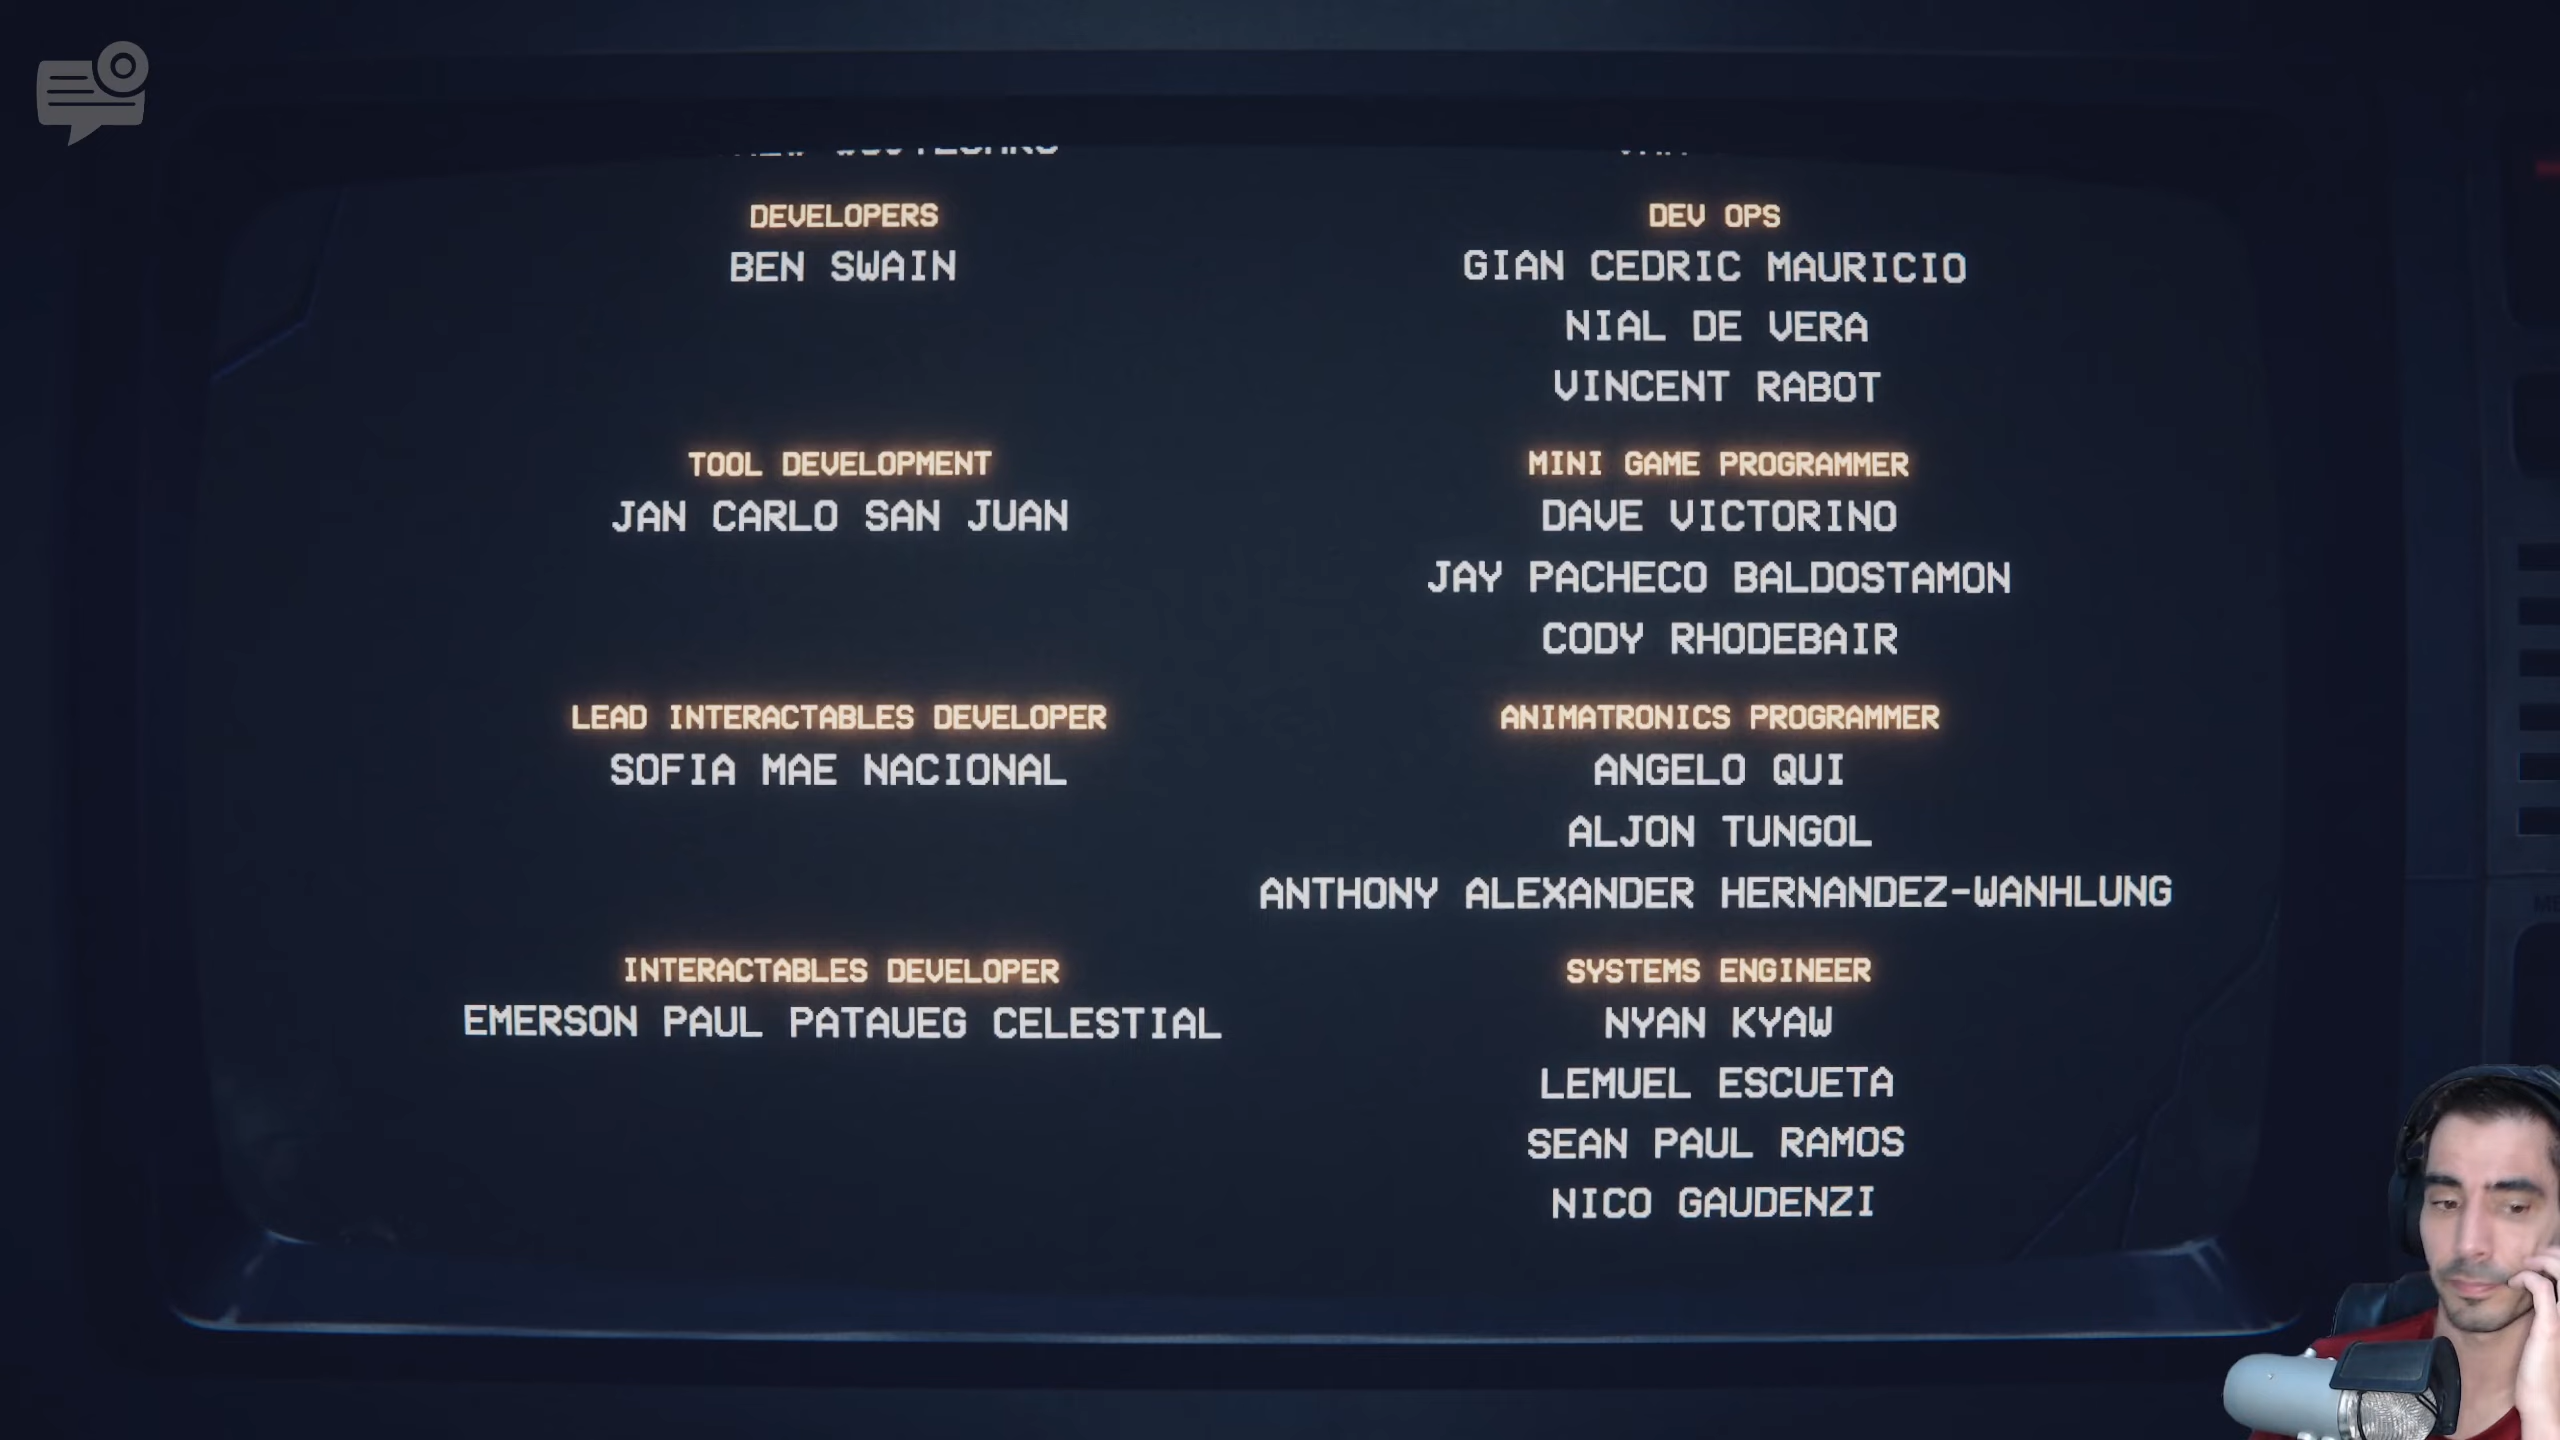 DEVELOPERS
BEN SWAIN
DEV OPS
GIAN CEDRIC MAURICIO
NIAL DE VERA
VINCENT RABOT
TOOL DEVELOPMENT
JAN CARLO SAN JUAN
MINI GAME PROGRAMMER
DAVE VICTORINO
JAY PACHECO BALDOSTAMON
CODY RHODEBAIR
LEAD INTERACTABLES DEVELOPER
SOFIA MAE NACIONAL
ANIMATRONICS PROGRAMMER
ANGELO QUI
ALJON TUNGOL
ANTHONY ALEXANDER HERNANDEZ-WANHLUNG
INTERACTABLES DEVELOPER
EMERSON PAUL PATAUEG CELESTIAL
SYSTEMS ENGINEER
NYAN KYAW
LEMUEL ESCUETA
SEAN PAUL RAMOS
NICO GAUDENZI